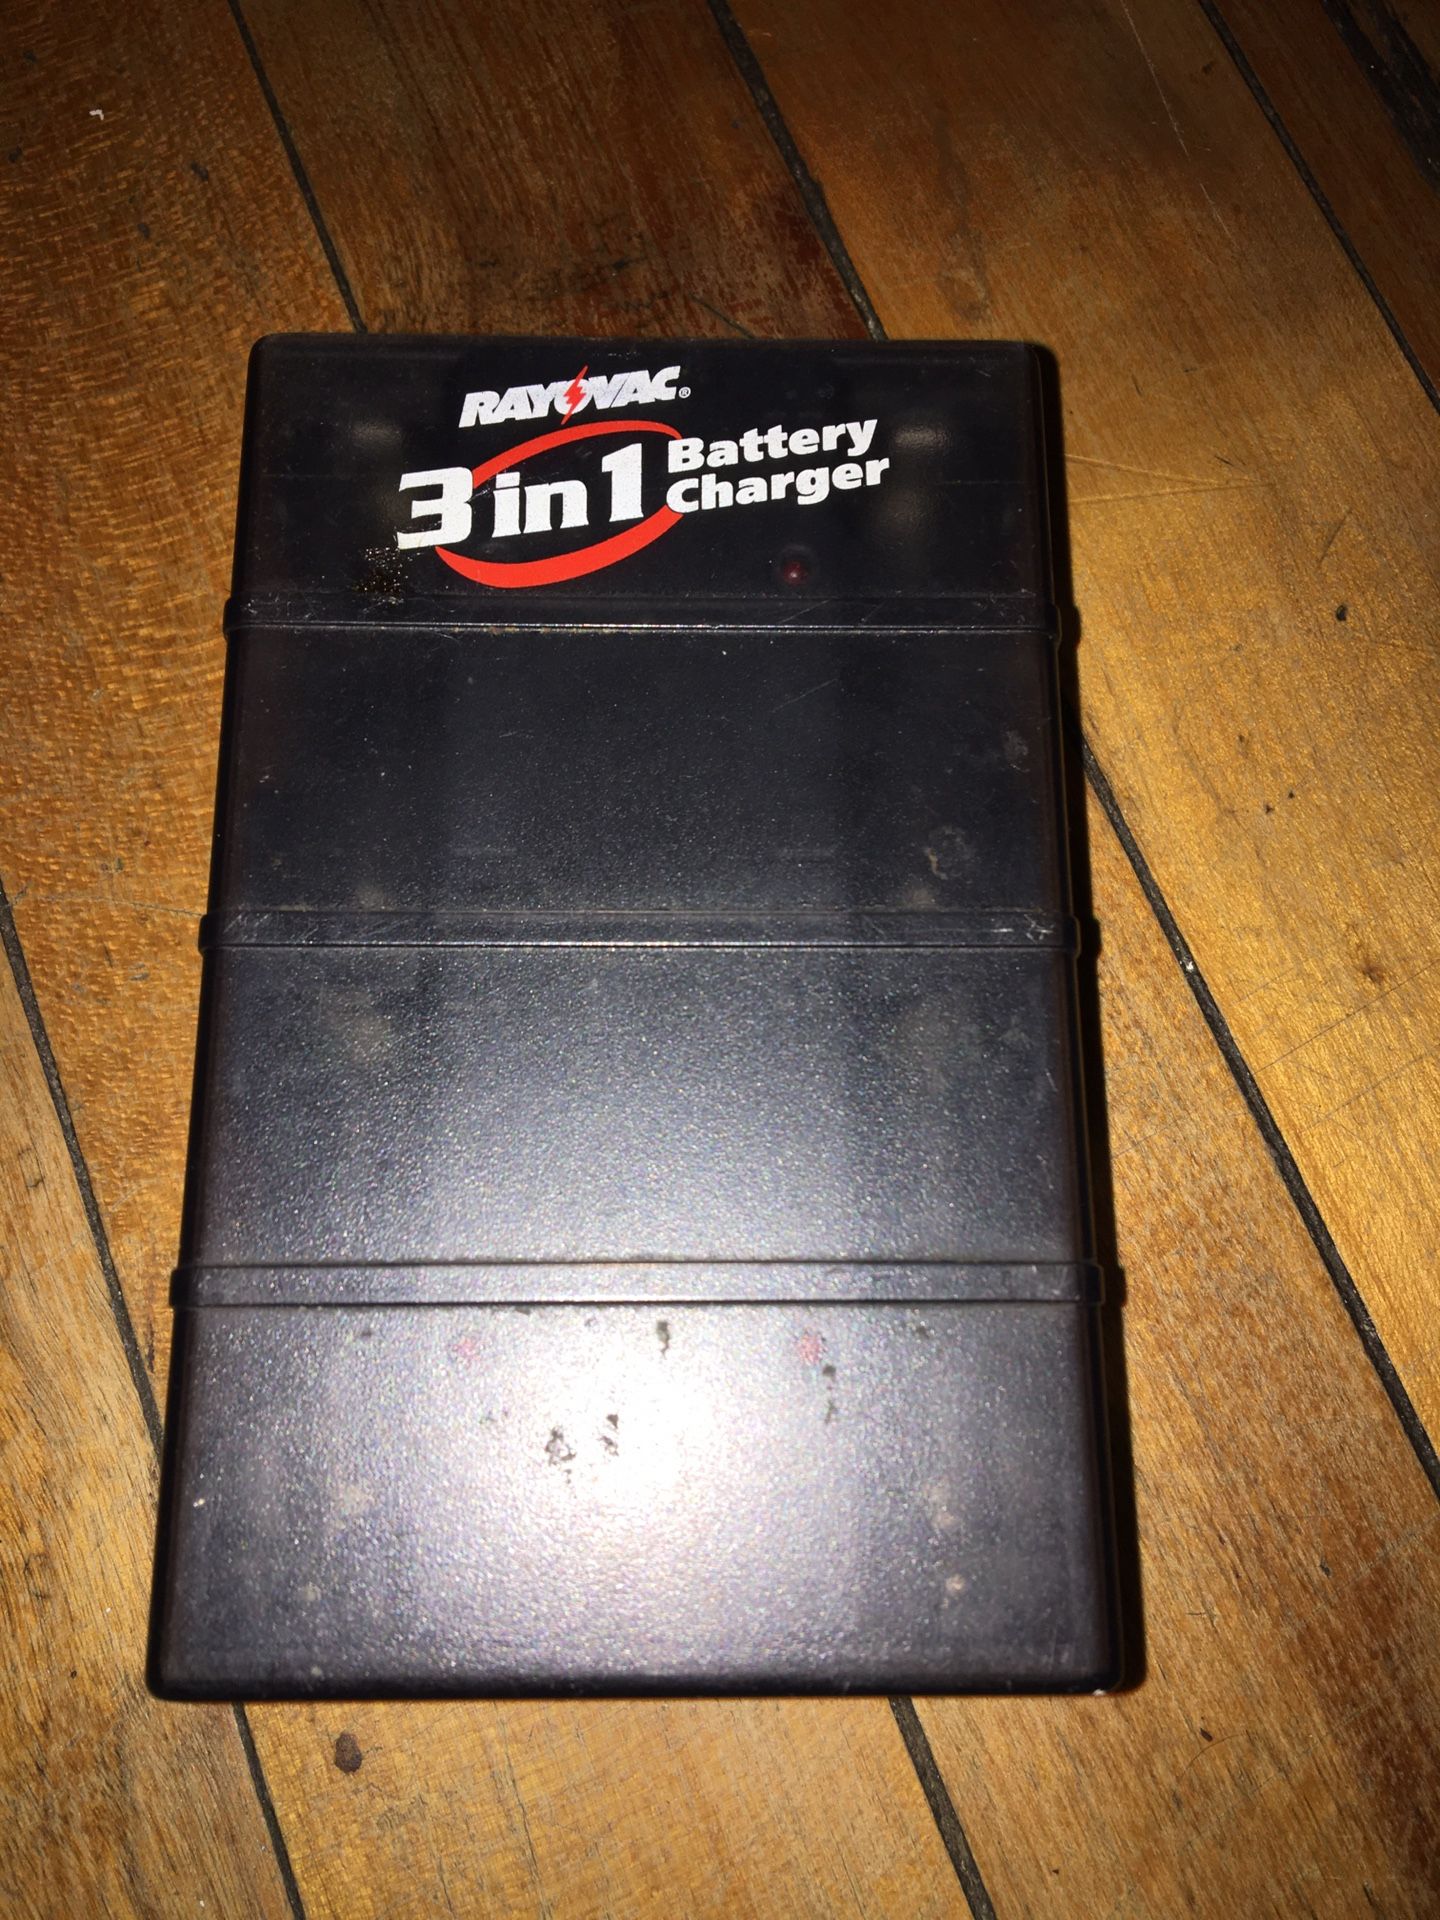 RAYOVAC®
3 in 1 Battery
Charger